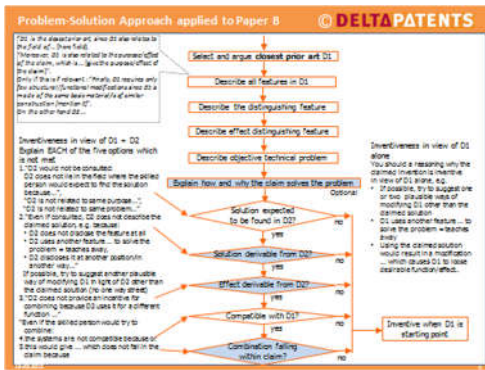 Problem-Solution Approach applied to Paper B
© DELTAPATENTS
"D1 is the closest prior art, since D1 also relates to
the field of... [have field].
"Moreover, D1 is also related to the purpose/effect
of the claim, which is... [give the purpose/effect of
the claim]".
Only if this is relevant: "Finally, D1 requires only
few structural/functional modifications since D1 is
made of the same basic material/is of similar
construction [mention it]".
On the other hand D2...
Select and argue closest prior art D1
Describe all features in D1
Describe the distinguishing feature
Describe effect distinguishing feature
Describe objective technical problem
Explain how and why the claim solves the problem
Optional
Solution expected
to be found in D2?
no
yes
Solution derivable from D2?
no
yes
Effect derivable from D2?
no
yes
Compatible with D1?
no
yes
Combination falling
within claim?
no
Inventive when D1 is
starting point
Inventiveness in view of D1 + D2
Explain EACH of the five options which
is not met
1."D2 would not be consulted:
D2 does not lie in the field where the skilled
person would expect to find the solution
because...",
"D2 is not related to same purpose...",
"D2 is not related to same problem..."
2."Even if consulted, D2 does not describe the
claimed solution, e.g. because:
• D2 does not disclose the feature at all
• D2 uses another feature... to solve the
problem = teaches away,
• D2 discloses it at another position/in
another way..."
If possible, try to suggest another plausible
way of modifying D1 in light of D2 other than
the claimed solution (no one way street)
3."D2 does not provide an incentive for
combining because D2 uses it for a different
function ..."
"Even if the skilled person would try to
combine:
4.the systems are not compatible because or
5.this would give ... which does not fall in the
claim because
Inventiveness in view of D1
alone
You should a reasoning why the
claimed invention is inventive
in view of D1 alone, e.g.
• If possible, try to suggest one
or two plausible ways of
modifying D1 other than the
claimed solution
• D1 uses another feature... to
solve the problem = teaches
away
• Using the claimed solution
would result in a modification
... which causes D1 to loose
desirable function/effect..